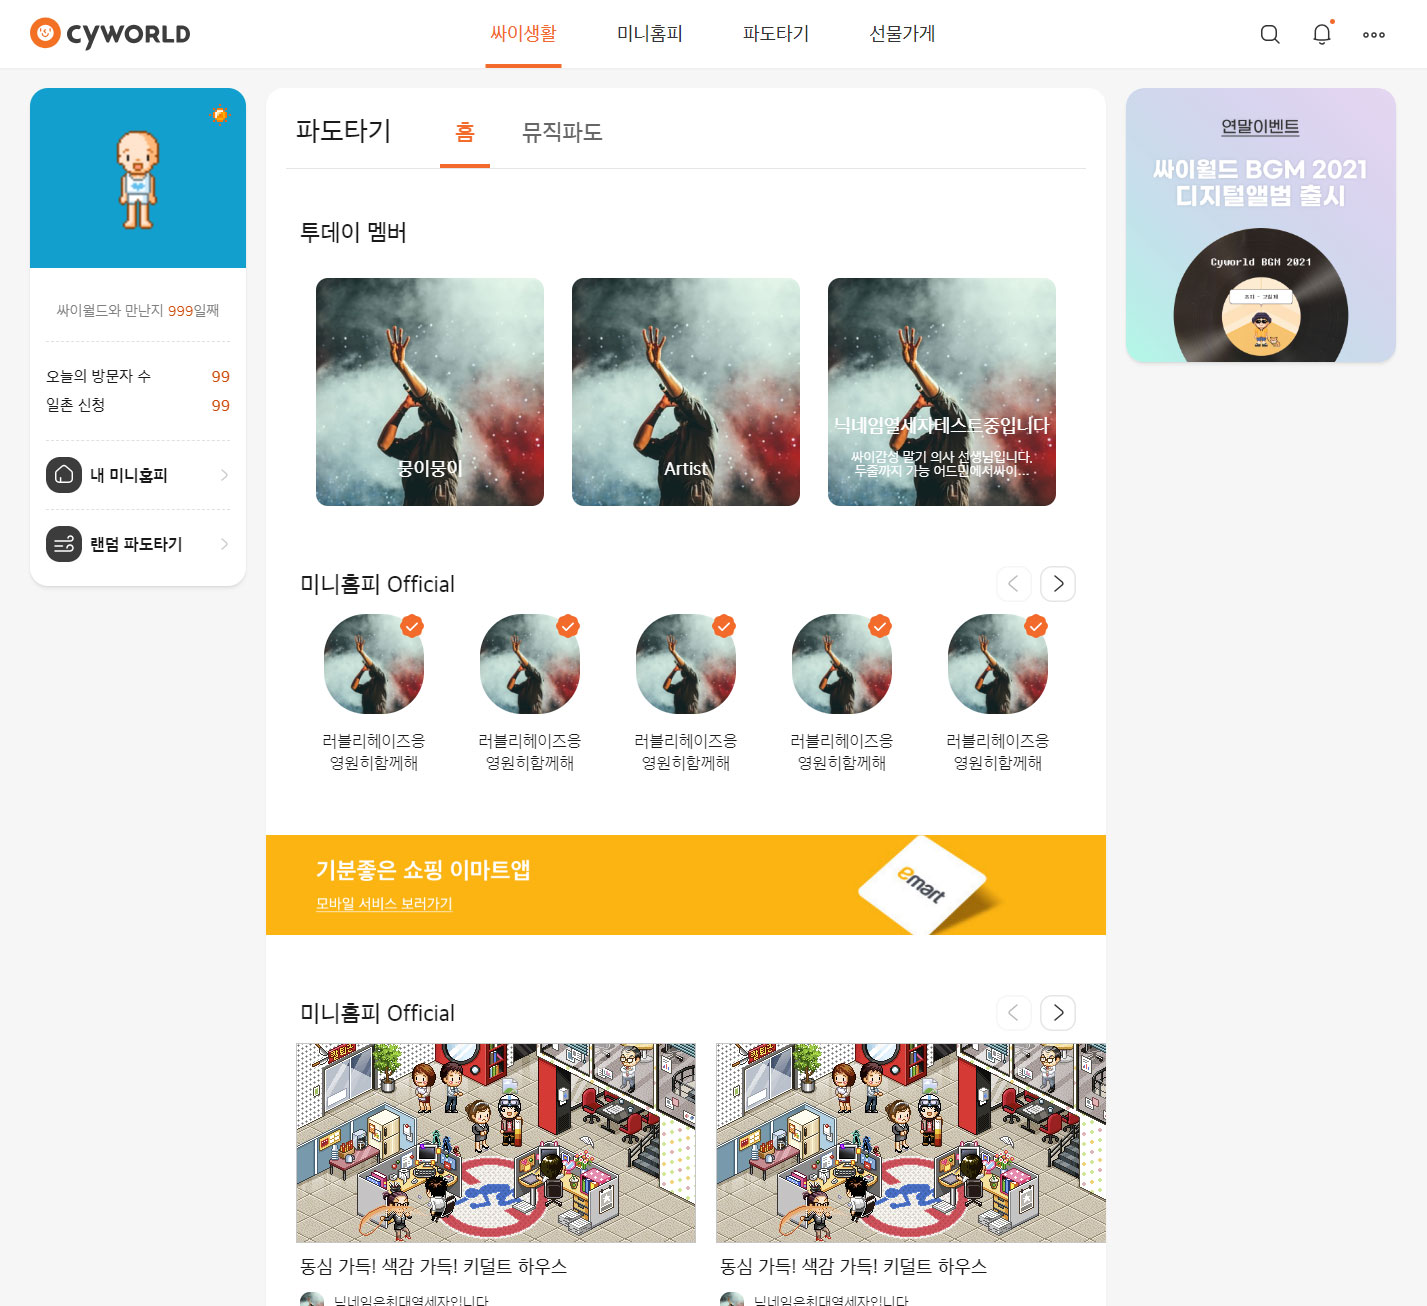 CYWORLD
싸이생활
미니홈피
파도타기
선물가게
싸이월드와 만난지 999일째
오늘의 방문자 수 99
일촌 신청 99
내 미니홈피
랜덤 파도타기
파도타기
홈
뮤직파도
투데이 멤버
뭉이뭉이
Artist
닉네임열세자테스트중입니다
싸이감성 말기 의사 선생님입니다.
두줄까지 가능 어드민에서싸이...
미니홈피 Official
러블리헤이즈응
영원히함께해
러블리헤이즈응
영원히함께해
러블리헤이즈응
영원히함께해
러블리헤이즈응
영원히함께해
러블리헤이즈응
영원히함께해
기분좋은 쇼핑 이마트앱
모바일 서비스 보러가기
emart
미니홈피 Official
동심 가득! 색감 가득! 키덜트 하우스
닉네임은최대열세자입니다
동심 가득! 색감 가득! 키덜트 하우스
닉네임은최대열세자입니다
연말이벤트
싸이월드 BGM 2021
디지털앨범 출시
Cyworld BGM 2021